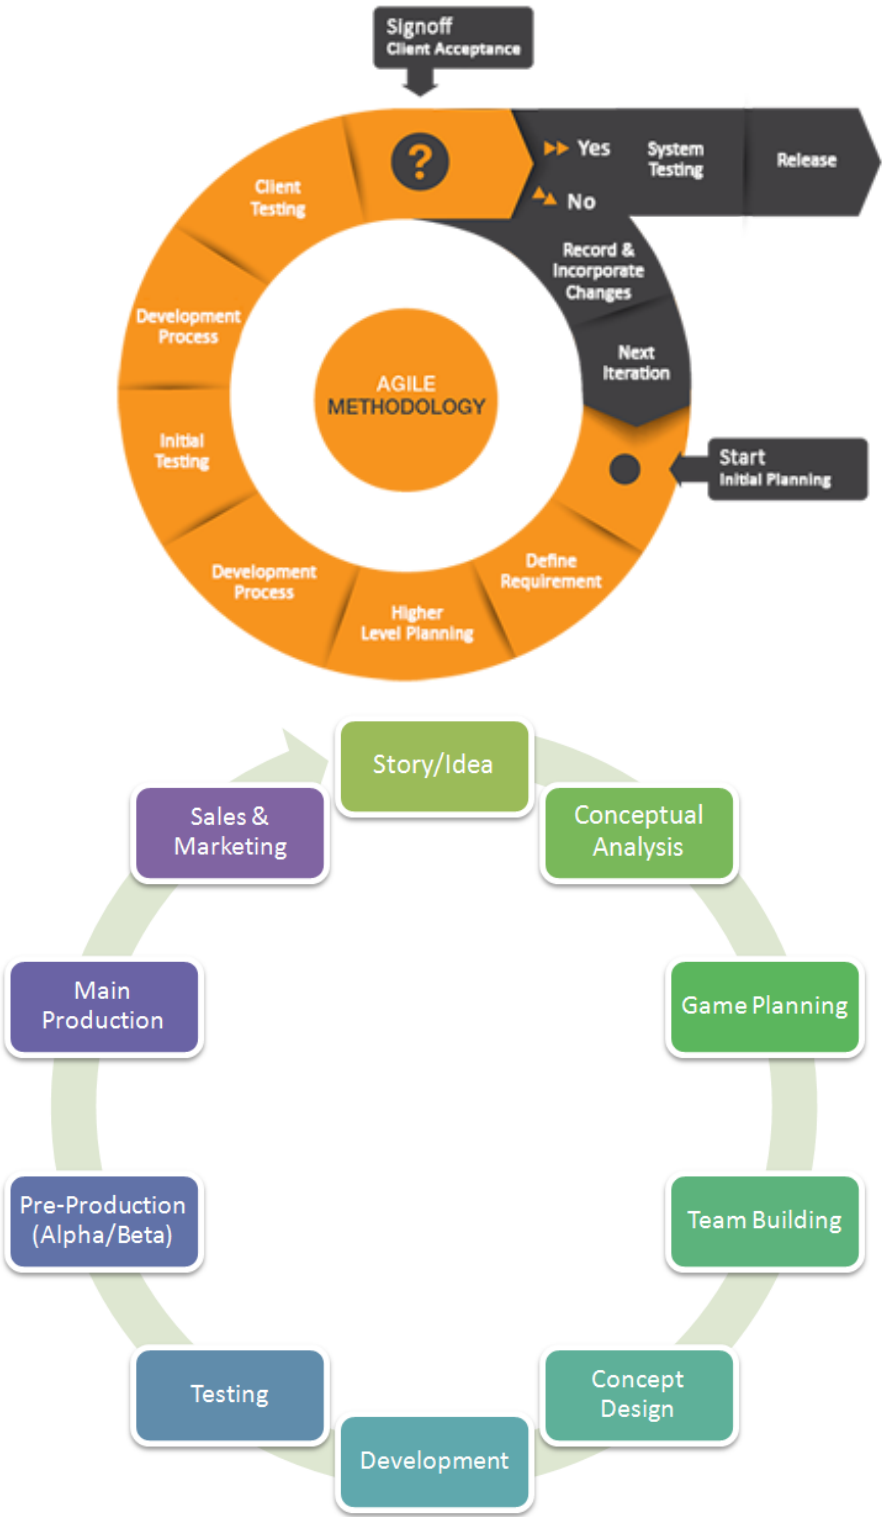 Signoff
Client Acceptance
?
Yes
No
System
Testing
Release
Record &
Incorporate
Changes
Next
Iteration
Start
Initial Planning
Define
Requirement
Higher
Level Planning
Development
Process
Initial
Testing
Development
Process
Client
Testing
AGILE
METHODOLOGY
Story/Idea
Conceptual
Analysis
Game Planning
Team Building
Concept
Design
Development
Testing
Pre-Production
(Alpha/Beta)
Main
Production
Sales &
Marketing